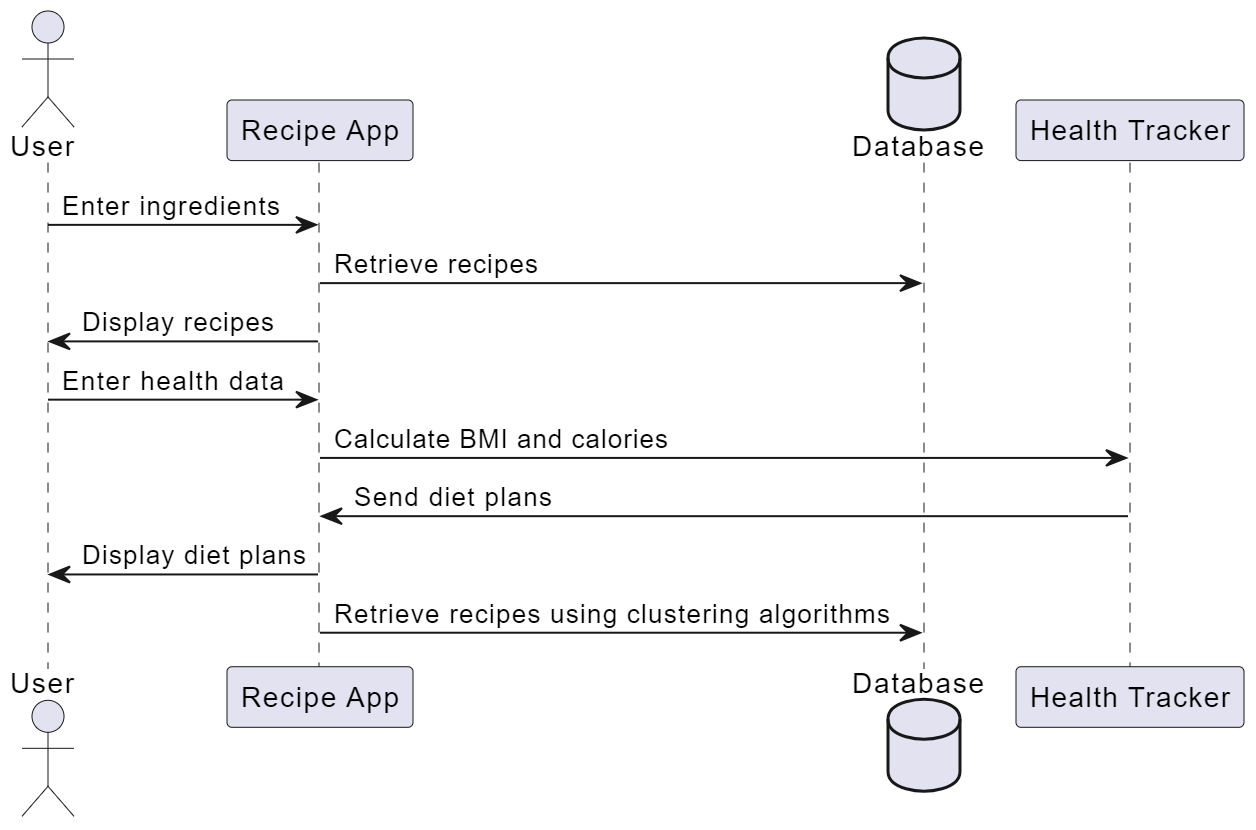 User
Recipe App
Database
Health Tracker
Enter ingredients
Retrieve recipes
Display recipes
Enter health data
Calculate BMI and calories
Send diet plans
Display diet plans
Retrieve recipes using clustering algorithms
User
Recipe App
Database
Health Tracker